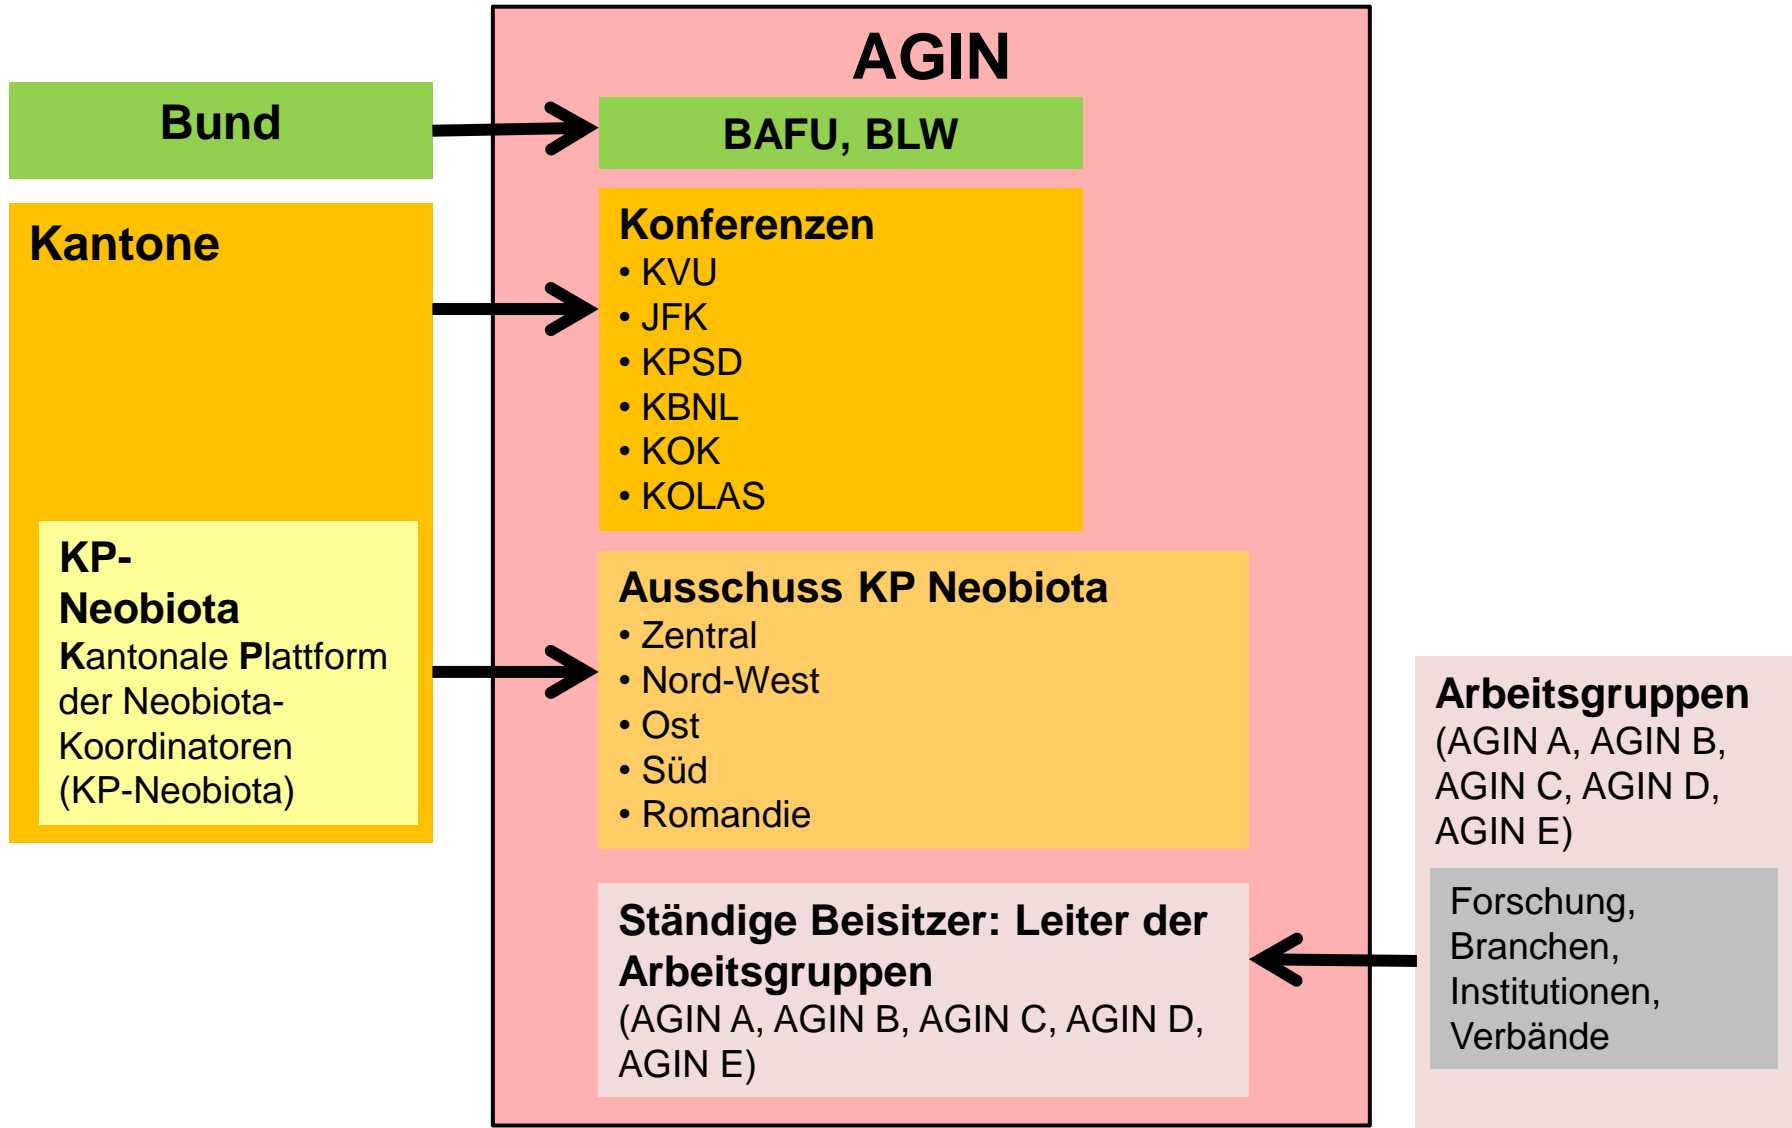 AGIN
Bund
BAFU, BLW
Kantone
KP-
Neobiota
Kantonale Plattform
der Neobiota-
Koordinatoren
(KP-Neobiota)
Konferenzen
• KVU
• JFK
• KPSD
• KBNL
• KOK
• KOLAS
Ausschuss KP Neobiota
• Zentral
• Nord-West
• Ost
• Süd
• Romandie
Ständige Beisitzer: Leiter der
Arbeitsgruppen
(AGIN A, AGIN B, AGIN C, AGIN D,
AGIN E)
Arbeitsgruppen
(AGIN A, AGIN B,
AGIN C, AGIN D,
AGIN E)
Forschung,
Branchen,
Institutionen,
Verbände